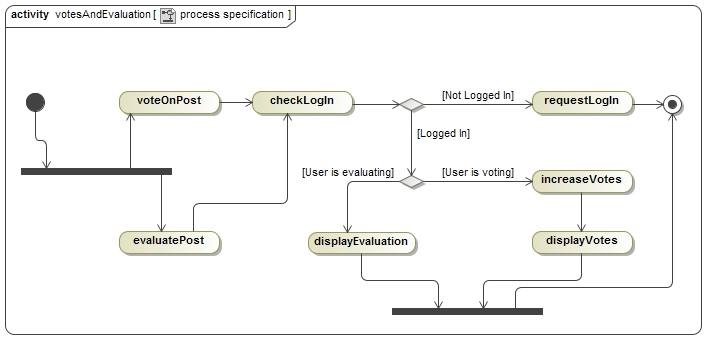 activity votesAndEvaluation [ process specification ]
voteOnPost
checkLogIn
[Not Logged In]
requestLogIn
[Logged In]
[User is evaluating]
[User is voting]
increaseVotes
evaluatePost
displayEvaluation
displayVotes